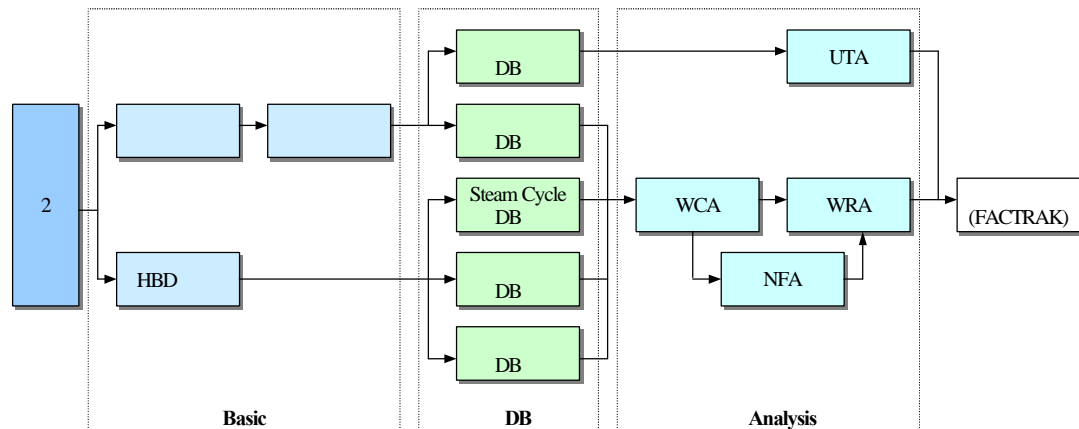 DB
UTA
DB
2
Steam Cycle
DB
WCA
WRA
(FACTRAK)
HBD
DB
NFA
DB
Basic
DB
Analysis